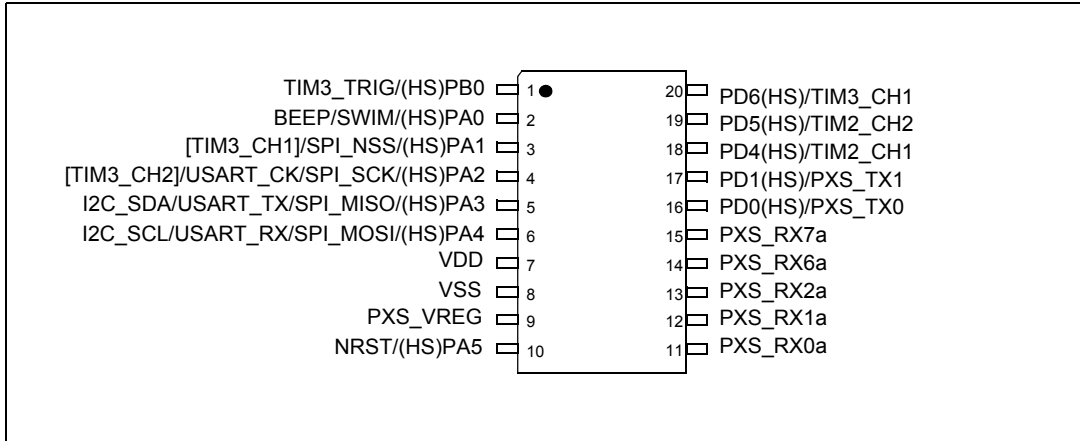 TIM3_TRIG/(HS)PB0 1 20 PD6(HS)/TIM3_CH1
BEEP/SWIM/(HS)PA0 2 19 PD5(HS)/TIM2_CH2
[TIM3_CH1]/SPI_NSS/(HS)PA1 3 18 PD4(HS)/TIM2_CH1
[TIM3_CH2]/USART_CK/SPI_SCK/(HS)PA2 4 17 PD1(HS)/PXS_TX1
I2C_SDA/USART_TX/SPI_MISO/(HS)PA3 5 16 PD0(HS)/PXS_TX0
I2C_SCL/USART_RX/SPI_MOSI/(HS)PA4 6 15 PXS_RX7a
VDD 7 14 PXS_RX6a
VSS 8 13 PXS_RX2a
PXS_VREG 9 12 PXS_RX1a
NRST/(HS)PA5 10 11 PXS_RX0a